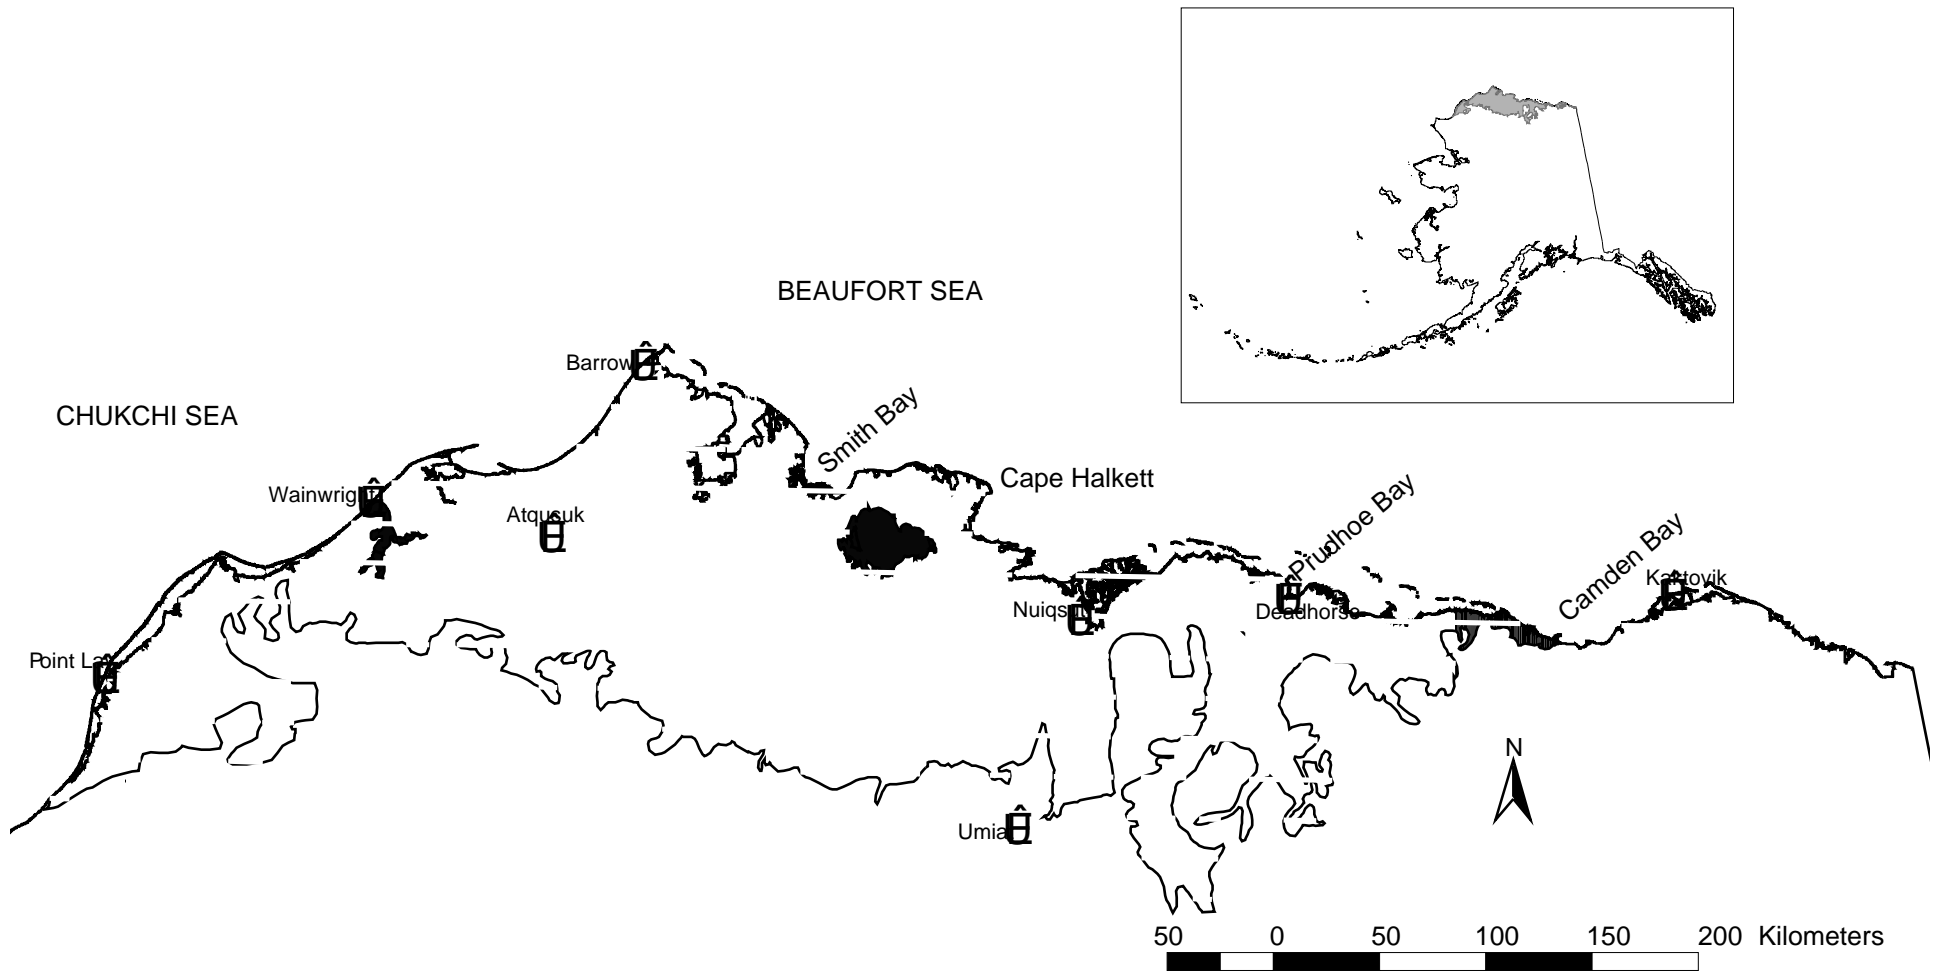 BEAUFORT SEA
Barrow
CHUKCHI SEA
Smith Bay
Cape Halkett
Wainwright
Atqusuk
Prudhoe Bay
Camden Bay
Kaktovik
Nuiqsut
Deadhorse
Point Lay
N
Umiat
50 0 50 100 150 200 Kilometers